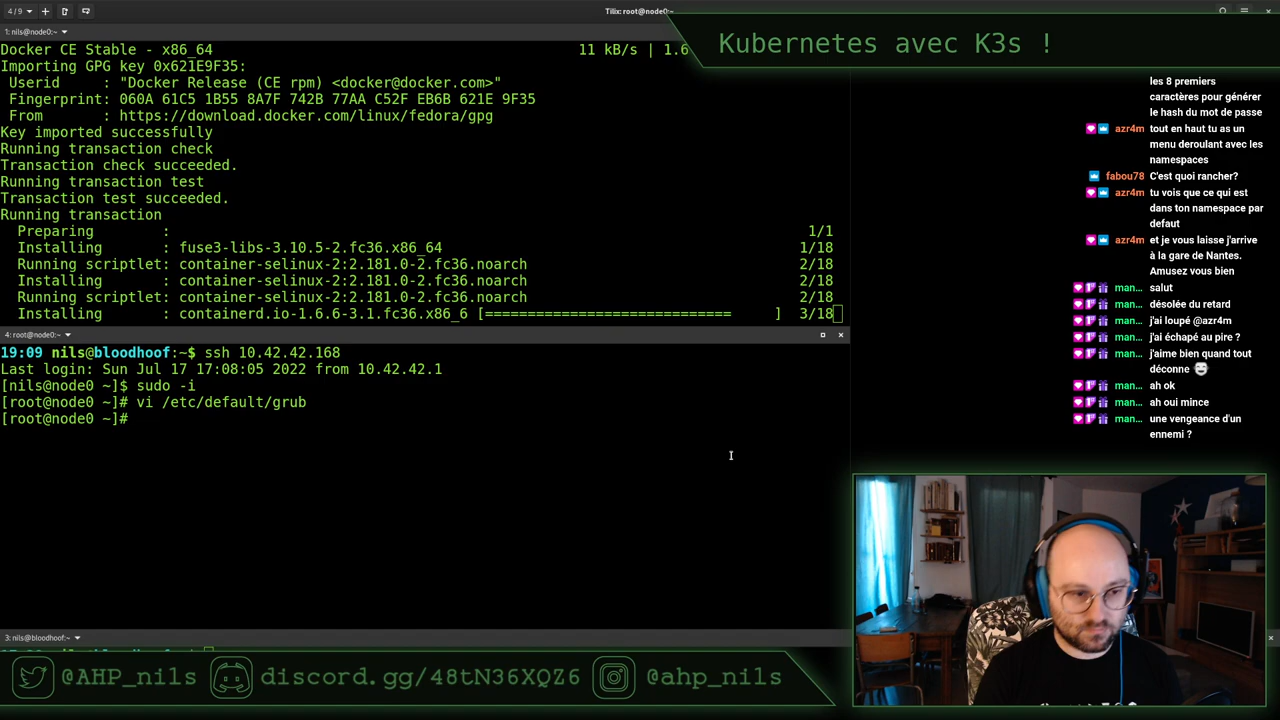 4 / 9
Tilix: root@node0:~
1: nils@node0:~
Kubernetes avec K3s !
Docker CE Stable - x86_64 11 kB/s | 1.6
Importing GPG key 0x621E9F35:
Userid : "Docker Release (CE rpm) <docker@docker.com>"
Fingerprint: 060A 61C5 1B55 8A7F 742B 77AA C52F EB6B 621E 9F35
From : https://download.docker.com/linux/fedora/gpg
Key imported successfully
Running transaction check
Transaction check succeeded.
Running transaction test
Transaction test succeeded.
Running transaction
Preparing : 1/1
Installing : fuse3-libs-3.10.5-2.fc36.x86_64 1/18
Running scriptlet: container-selinux-2:2.181.0-2.fc36.noarch 2/18
Installing : container-selinux-2:2.181.0-2.fc36.noarch 2/18
Running scriptlet: container-selinux-2:2.181.0-2.fc36.noarch 2/18
Installing : containerd.io-1.6.6-3.1.fc36.x86_6 [============================= ] 3/18
4: root@node0:~
19:09 nils@bloodhoof:~$ ssh 10.42.42.168
Last login: Sun Jul 17 17:08:05 2022 from 10.42.42.1
[nils@node0 ~]$ sudo -i
[root@node0 ~]# vi /etc/default/grub
[root@node0 ~]#
3: nils@bloodhoof:~
les 8 premiers
caractères pour générer
le hash du mot de passe
azr4m tout en haut tu as un
menu deroulant avec les
namespaces
fabou78 C'est quoi rancher?
azr4m tu vois que ce qui est
dans ton namespace par
defaut
azr4m et je vous laisse j'arrive
à la gare de Nantes.
Amusez vous bien
man... salut
man... désolée du retard
man... j'ai loupé @azr4m
man... j'ai échapé au pire ?
man... j'aime bien quand tout
déconne
man... ah ok
man... ah oui mince
man... une vengeance d'un
ennemi ?
@AHP_nils
discord.gg/48tN36XQZ6
@ahp_nils